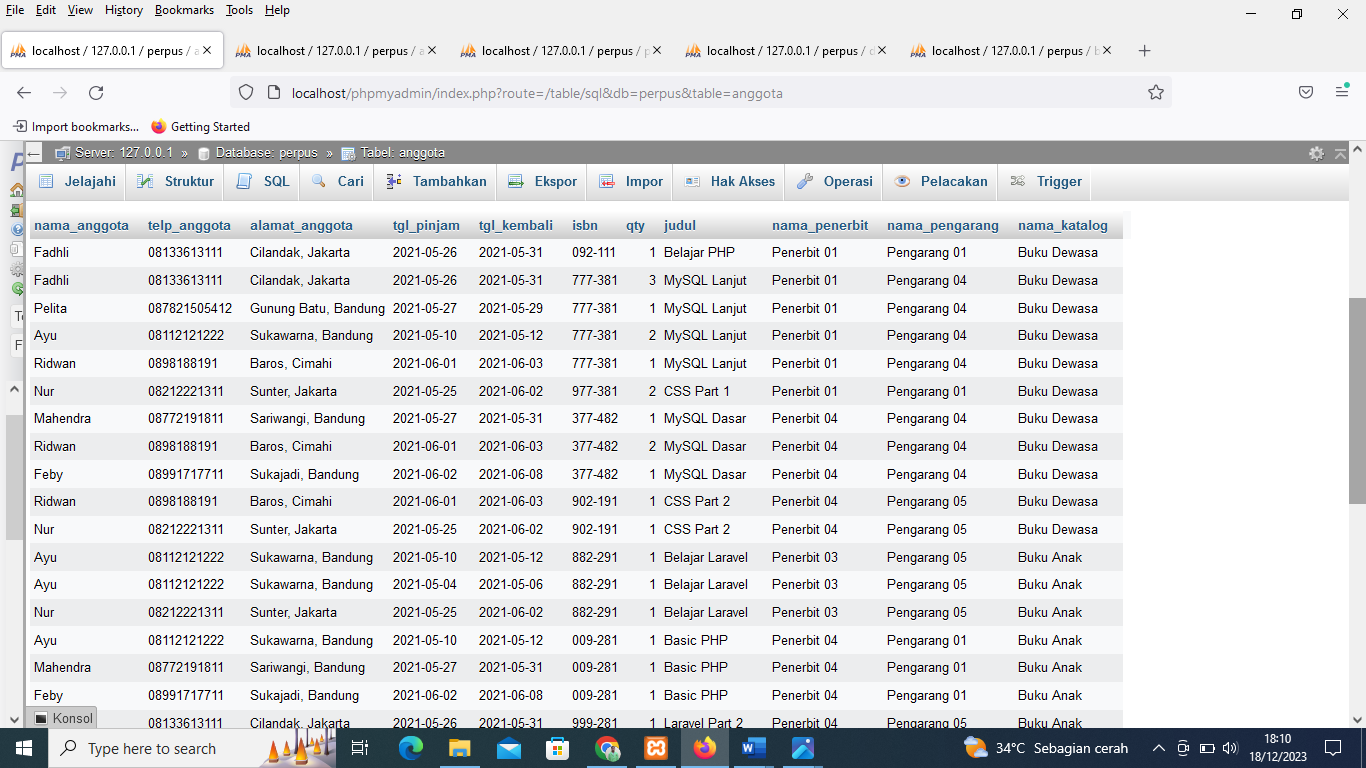 File Edit View History Bookmarks Tools Help
localhost / 127.0.0.1 / perpus / a localhost / 127.0.0.1 / perpus / a localhost / 127.0.0.1 / perpus / p localhost / 127.0.0.1 / perpus / d localhost / 127.0.0.1 / perpus / b
localhost/phpmyadmin/index.php?route=/table/sql&db=perpus&table=anggota
Import bookmarks... Getting Started
Server: 127.0.0.1 » Database: perpus » Tabel: anggota
Jelajahi Struktur SQL Cari Tambahkan Ekspor Impor Hak Akses Operasi Pelacakan Trigger
nama_anggota telp_anggota alamat_anggota tgl_pinjam tgl_kembali isbn qty judul nama_penerbit nama_pengarang nama_katalog
Fadhli 08133613111 Cilandak, Jakarta 2021-05-26 2021-05-31 092-111 1 Belajar PHP Penerbit 01 Pengarang 01 Buku Dewasa
Fadhli 08133613111 Cilandak, Jakarta 2021-05-26 2021-05-31 777-381 3 MySQL Lanjut Penerbit 01 Pengarang 04 Buku Dewasa
Pelita 087821505412 Gunung Batu, Bandung 2021-05-27 2021-05-29 777-381 1 MySQL Lanjut Penerbit 01 Pengarang 04 Buku Dewasa
Ayu 08112121222 Sukawarna, Bandung 2021-05-10 2021-05-12 777-381 2 MySQL Lanjut Penerbit 01 Pengarang 04 Buku Dewasa
Ridwan 0898188191 Baros, Cimahi 2021-06-01 2021-06-03 777-381 1 MySQL Lanjut Penerbit 01 Pengarang 04 Buku Dewasa
Nur 08212221311 Sunter, Jakarta 2021-05-25 2021-06-02 977-381 2 CSS Part 1 Penerbit 01 Pengarang 01 Buku Dewasa
Mahendra 08772191811 Sariwangi, Bandung 2021-05-27 2021-05-31 377-482 1 MySQL Dasar Penerbit 04 Pengarang 04 Buku Dewasa
Ridwan 0898188191 Baros, Cimahi 2021-06-01 2021-06-03 377-482 2 MySQL Dasar Penerbit 04 Pengarang 04 Buku Dewasa
Feby 08991717711 Sukajadi, Bandung 2021-06-02 2021-06-08 377-482 1 MySQL Dasar Penerbit 04 Pengarang 04 Buku Dewasa
Ridwan 0898188191 Baros, Cimahi 2021-06-01 2021-06-03 902-191 1 CSS Part 2 Penerbit 04 Pengarang 05 Buku Dewasa
Nur 08212221311 Sunter, Jakarta 2021-05-25 2021-06-02 902-191 1 CSS Part 2 Penerbit 04 Pengarang 05 Buku Dewasa
Ayu 08112121222 Sukawarna, Bandung 2021-05-10 2021-05-12 882-291 1 Belajar Laravel Penerbit 03 Pengarang 05 Buku Anak
Ayu 08112121222 Sukawarna, Bandung 2021-05-04 2021-05-06 882-291 1 Belajar Laravel Penerbit 03 Pengarang 05 Buku Anak
Nur 08212221311 Sunter, Jakarta 2021-05-25 2021-06-02 882-291 1 Belajar Laravel Penerbit 03 Pengarang 05 Buku Anak
Ayu 08112121222 Sukawarna, Bandung 2021-05-10 2021-05-12 009-281 1 Basic PHP Penerbit 04 Pengarang 01 Buku Anak
Mahendra 08772191811 Sariwangi, Bandung 2021-05-27 2021-05-31 009-281 1 Basic PHP Penerbit 04 Pengarang 01 Buku Anak
Feby 08991717711 Sukajadi, Bandung 2021-06-02 2021-06-08 009-281 1 Basic PHP Penerbit 04 Pengarang 01 Buku Anak
08133613111 Cilandak, Jakarta 2021-05-26 2021-05-31 999-281 1 Laravel Part 2 Penerbit 04 Pengarang 05 Buku Anak
Konsol
Type here to search 34°C Sebagian cerah 18:10
18/12/2023